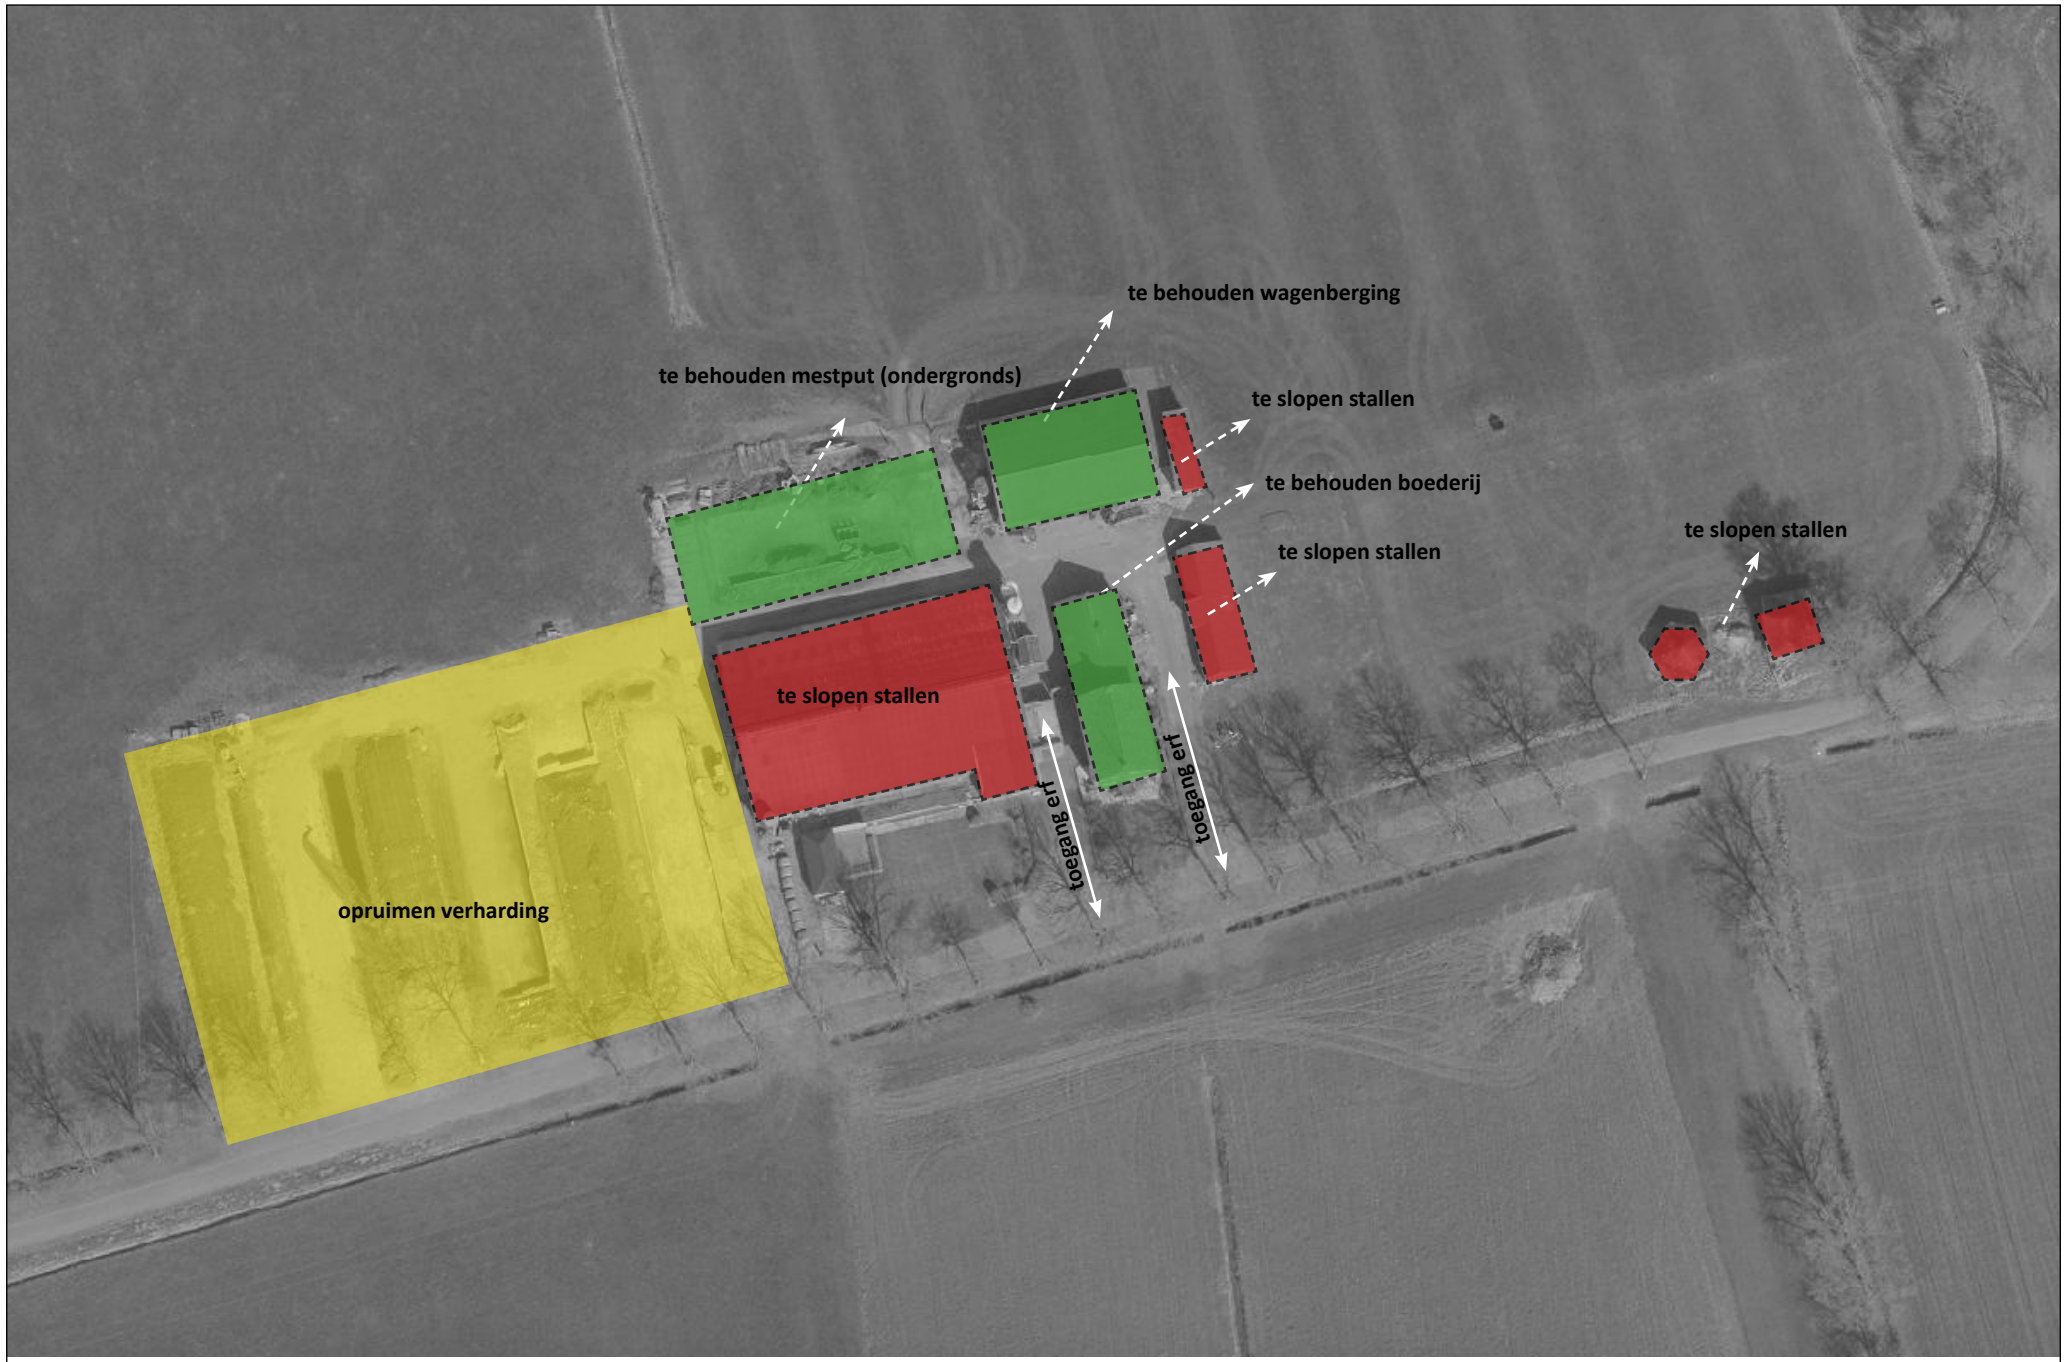 te behouden wagenberging
te behouden mestput (ondergronds)
te slopen stallen
te behouden boederij
te slopen stallen
te slopen stallen
te slopen stallen
toegang erf
toegang erf
opruimen verharding